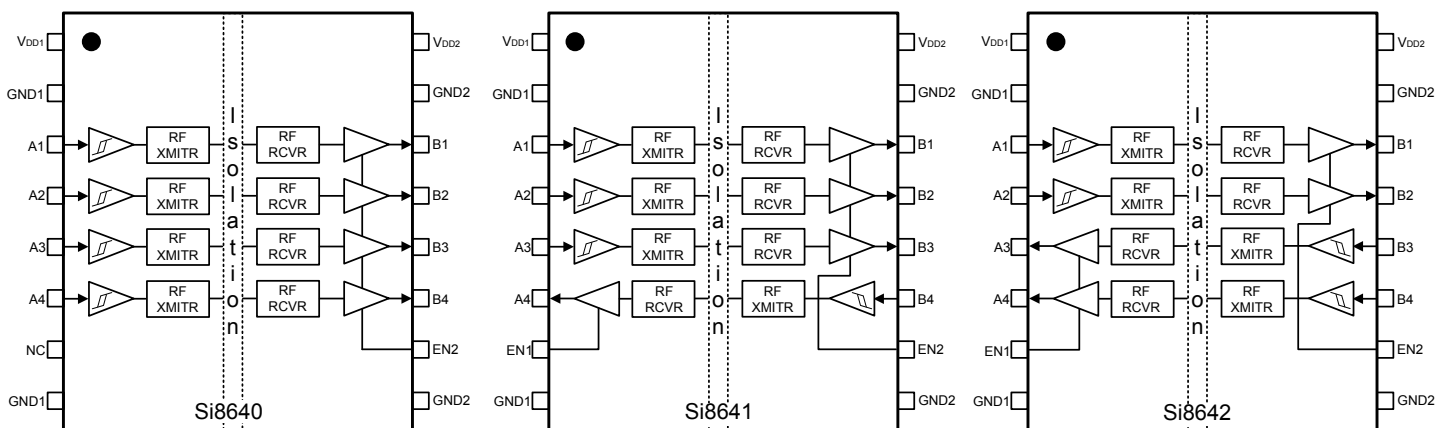 VDD1
VDD2
GND1
GND2
A1
RF XMITR
RF RCVR
B1
A2
RF XMITR
RF RCVR
B2
A3
RF XMITR
RF RCVR
B3
A4
RF XMITR
RF RCVR
B4
Isolation
NC
EN2
GND1
GND2
Si8640
VDD1
VDD2
GND1
GND2
A1
RF XMITR
RF RCVR
B1
A2
RF XMITR
RF RCVR
B2
A3
RF XMITR
RF RCVR
B3
A4
RF RCVR
RF XMITR
B4
Isolation
EN1
EN2
GND1
GND2
Si8641
VDD1
VDD2
GND1
GND2
A1
RF XMITR
RF RCVR
B1
A2
RF XMITR
RF RCVR
B2
A3
RF RCVR
RF XMITR
B3
A4
RF RCVR
RF XMITR
B4
Isolation
EN1
EN2
GND1
GND2
Si8642